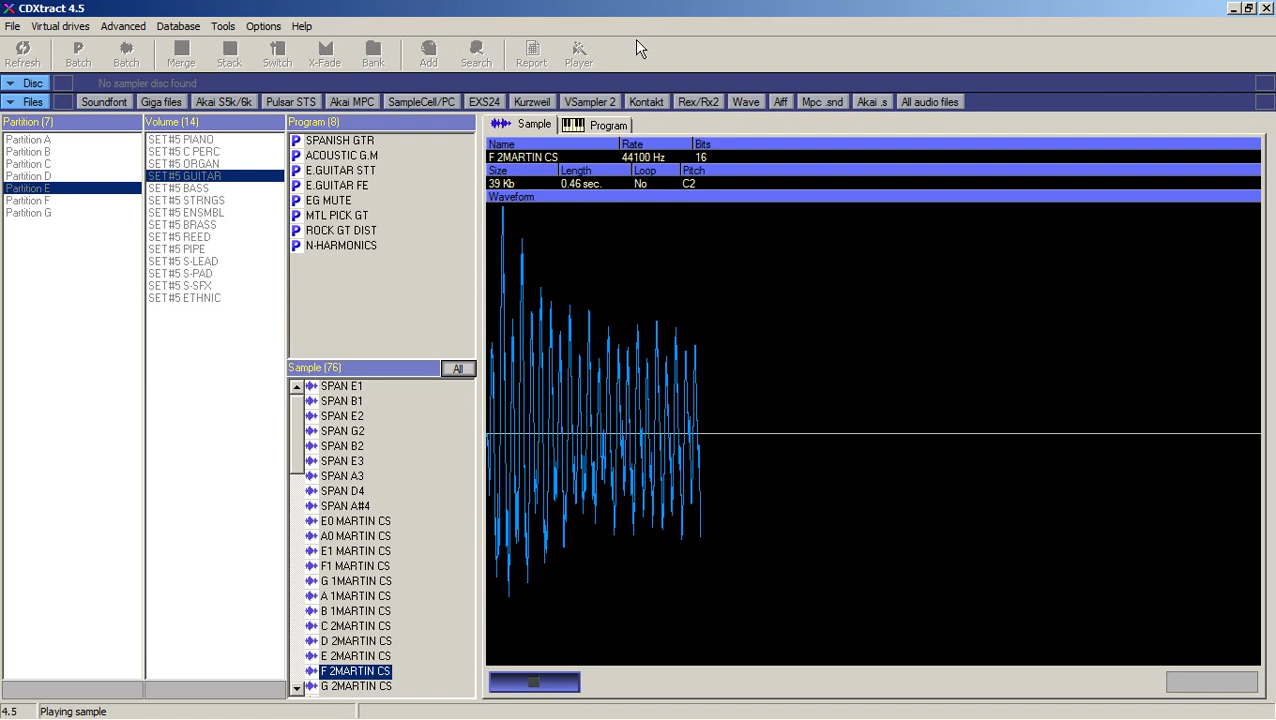 CDXtract 4.5
File Virtual drives Advanced Database Tools Options Help
Refresh Batch Batch Merge Stack Switch X-Fade Bank Add Search Report Player
Disc No sampler disc found
Files Soundfont Giga files Akai S5k/6k Pulsar STS Akai MPC SampleCell/PC EXS24 Kurzweil VSampler 2 Kontakt Rex/Rx2 Wave Aiff Mpc .snd Akai .s All audio files
Partition (7)
Partition A
Partition B
Partition C
Partition D
Partition E
Partition F
Partition G
Volume (14)
SET#5 PIANO
SET#5 C PERC
SET#5 ORGAN
SET#5 GUITAR
SET#5 BASS
SET#5 STRNGS
SET#5 ENSMBL
SET#5 BRASS
SET#5 REED
SET#5 PIPE
SET#5 S-LEAD
SET#5 S-PAD
SET#5 S-SFX
SET#5 ETHNIC
Program (8)
P SPANISH GTR
P ACOUSTIC G.M
P E.GUITAR STT
P E.GUITAR FE
P EG MUTE
P MTL PICK GT
P ROCK GT DIST
P N-HARMONICS
Sample (76) All
SPAN E1
SPAN B1
SPAN E2
SPAN G2
SPAN B2
SPAN E3
SPAN A3
SPAN D4
SPAN A#4
E0 MARTIN CS
A0 MARTIN CS
E1 MARTIN CS
F1 MARTIN CS
G 1MARTIN CS
A 1MARTIN CS
B 1MARTIN CS
C 2MARTIN CS
D 2MARTIN CS
E 2MARTIN CS
F 2MARTIN CS
G 2MARTIN CS
Sample Program
Name Rate Bits
F 2MARTIN CS 44100 Hz 16
Size Length Loop Pitch
39 Kb 0.46 sec. No C2
Waveform
4.5 Playing sample